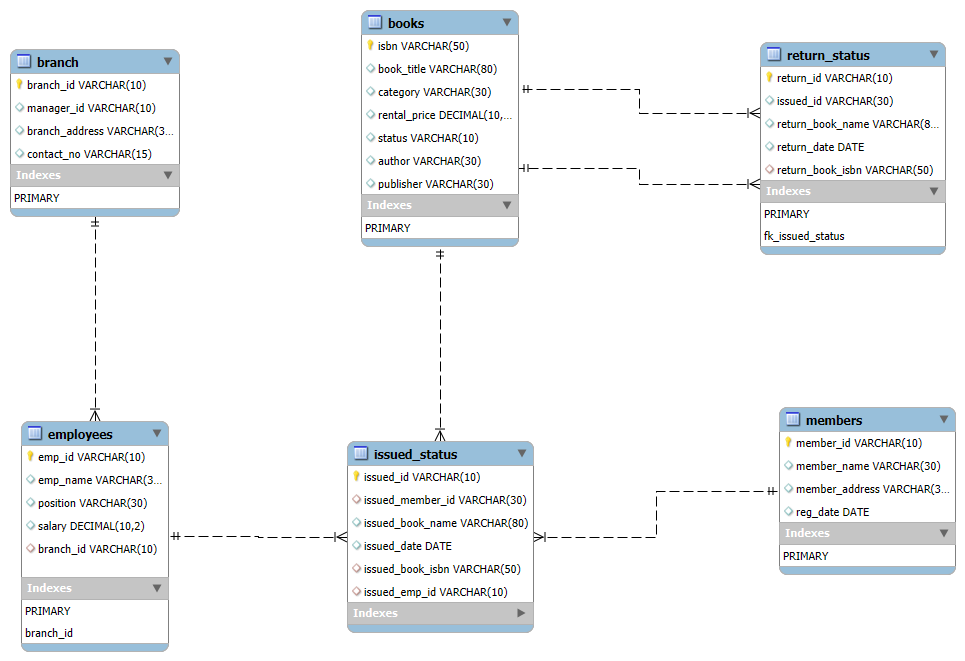 branch
branch_id VARCHAR(10)
manager_id VARCHAR(10)
branch_address VARCHAR(3...
contact_no VARCHAR(15)
Indexes
PRIMARY
books
isbn VARCHAR(50)
book_title VARCHAR(80)
category VARCHAR(30)
rental_price DECIMAL(10,...
status VARCHAR(10)
author VARCHAR(30)
publisher VARCHAR(30)
Indexes
PRIMARY
return_status
return_id VARCHAR(10)
issued_id VARCHAR(30)
return_book_name VARCHAR(8...
return_date DATE
return_book_isbn VARCHAR(50)
Indexes
PRIMARY
fk_issued_status
employees
emp_id VARCHAR(10)
emp_name VARCHAR(3...
position VARCHAR(30)
salary DECIMAL(10,2)
branch_id VARCHAR(10)
Indexes
PRIMARY
branch_id
issued_status
issued_id VARCHAR(10)
issued_member_id VARCHAR(30)
issued_book_name VARCHAR(80)
issued_date DATE
issued_book_isbn VARCHAR(50)
issued_emp_id VARCHAR(10)
Indexes
members
member_id VARCHAR(10)
member_name VARCHAR(30)
member_address VARCHAR(3...
reg_date DATE
Indexes
PRIMARY